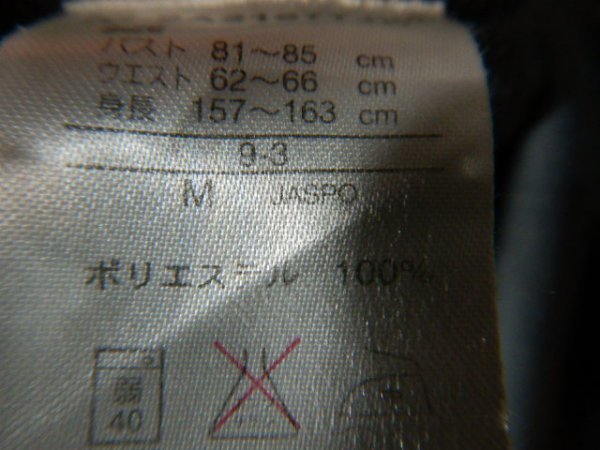 バスト 81～85 cm
ウエスト 62～66 cm
身長 157～163 cm
9-3
M JASPO
ポリエステル 100%
40